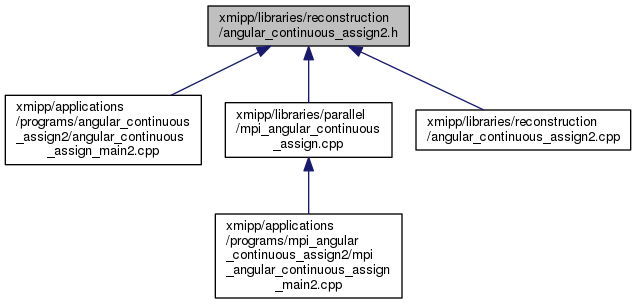 xmipp/libraries/reconstruction
/angular_continuous_assign2.h
xmipp/applications
/programs/angular_continuous
_assign2/angular_continuous
_assign_main2.cpp
xmipp/libraries/parallel
/mpi_angular_continuous
_assign.cpp
xmipp/libraries/reconstruction
/angular_continuous_assign2.cpp
xmipp/applications
/programs/mpi_angular
_continuous_assign2/mpi
_angular_continuous_assign
_main2.cpp